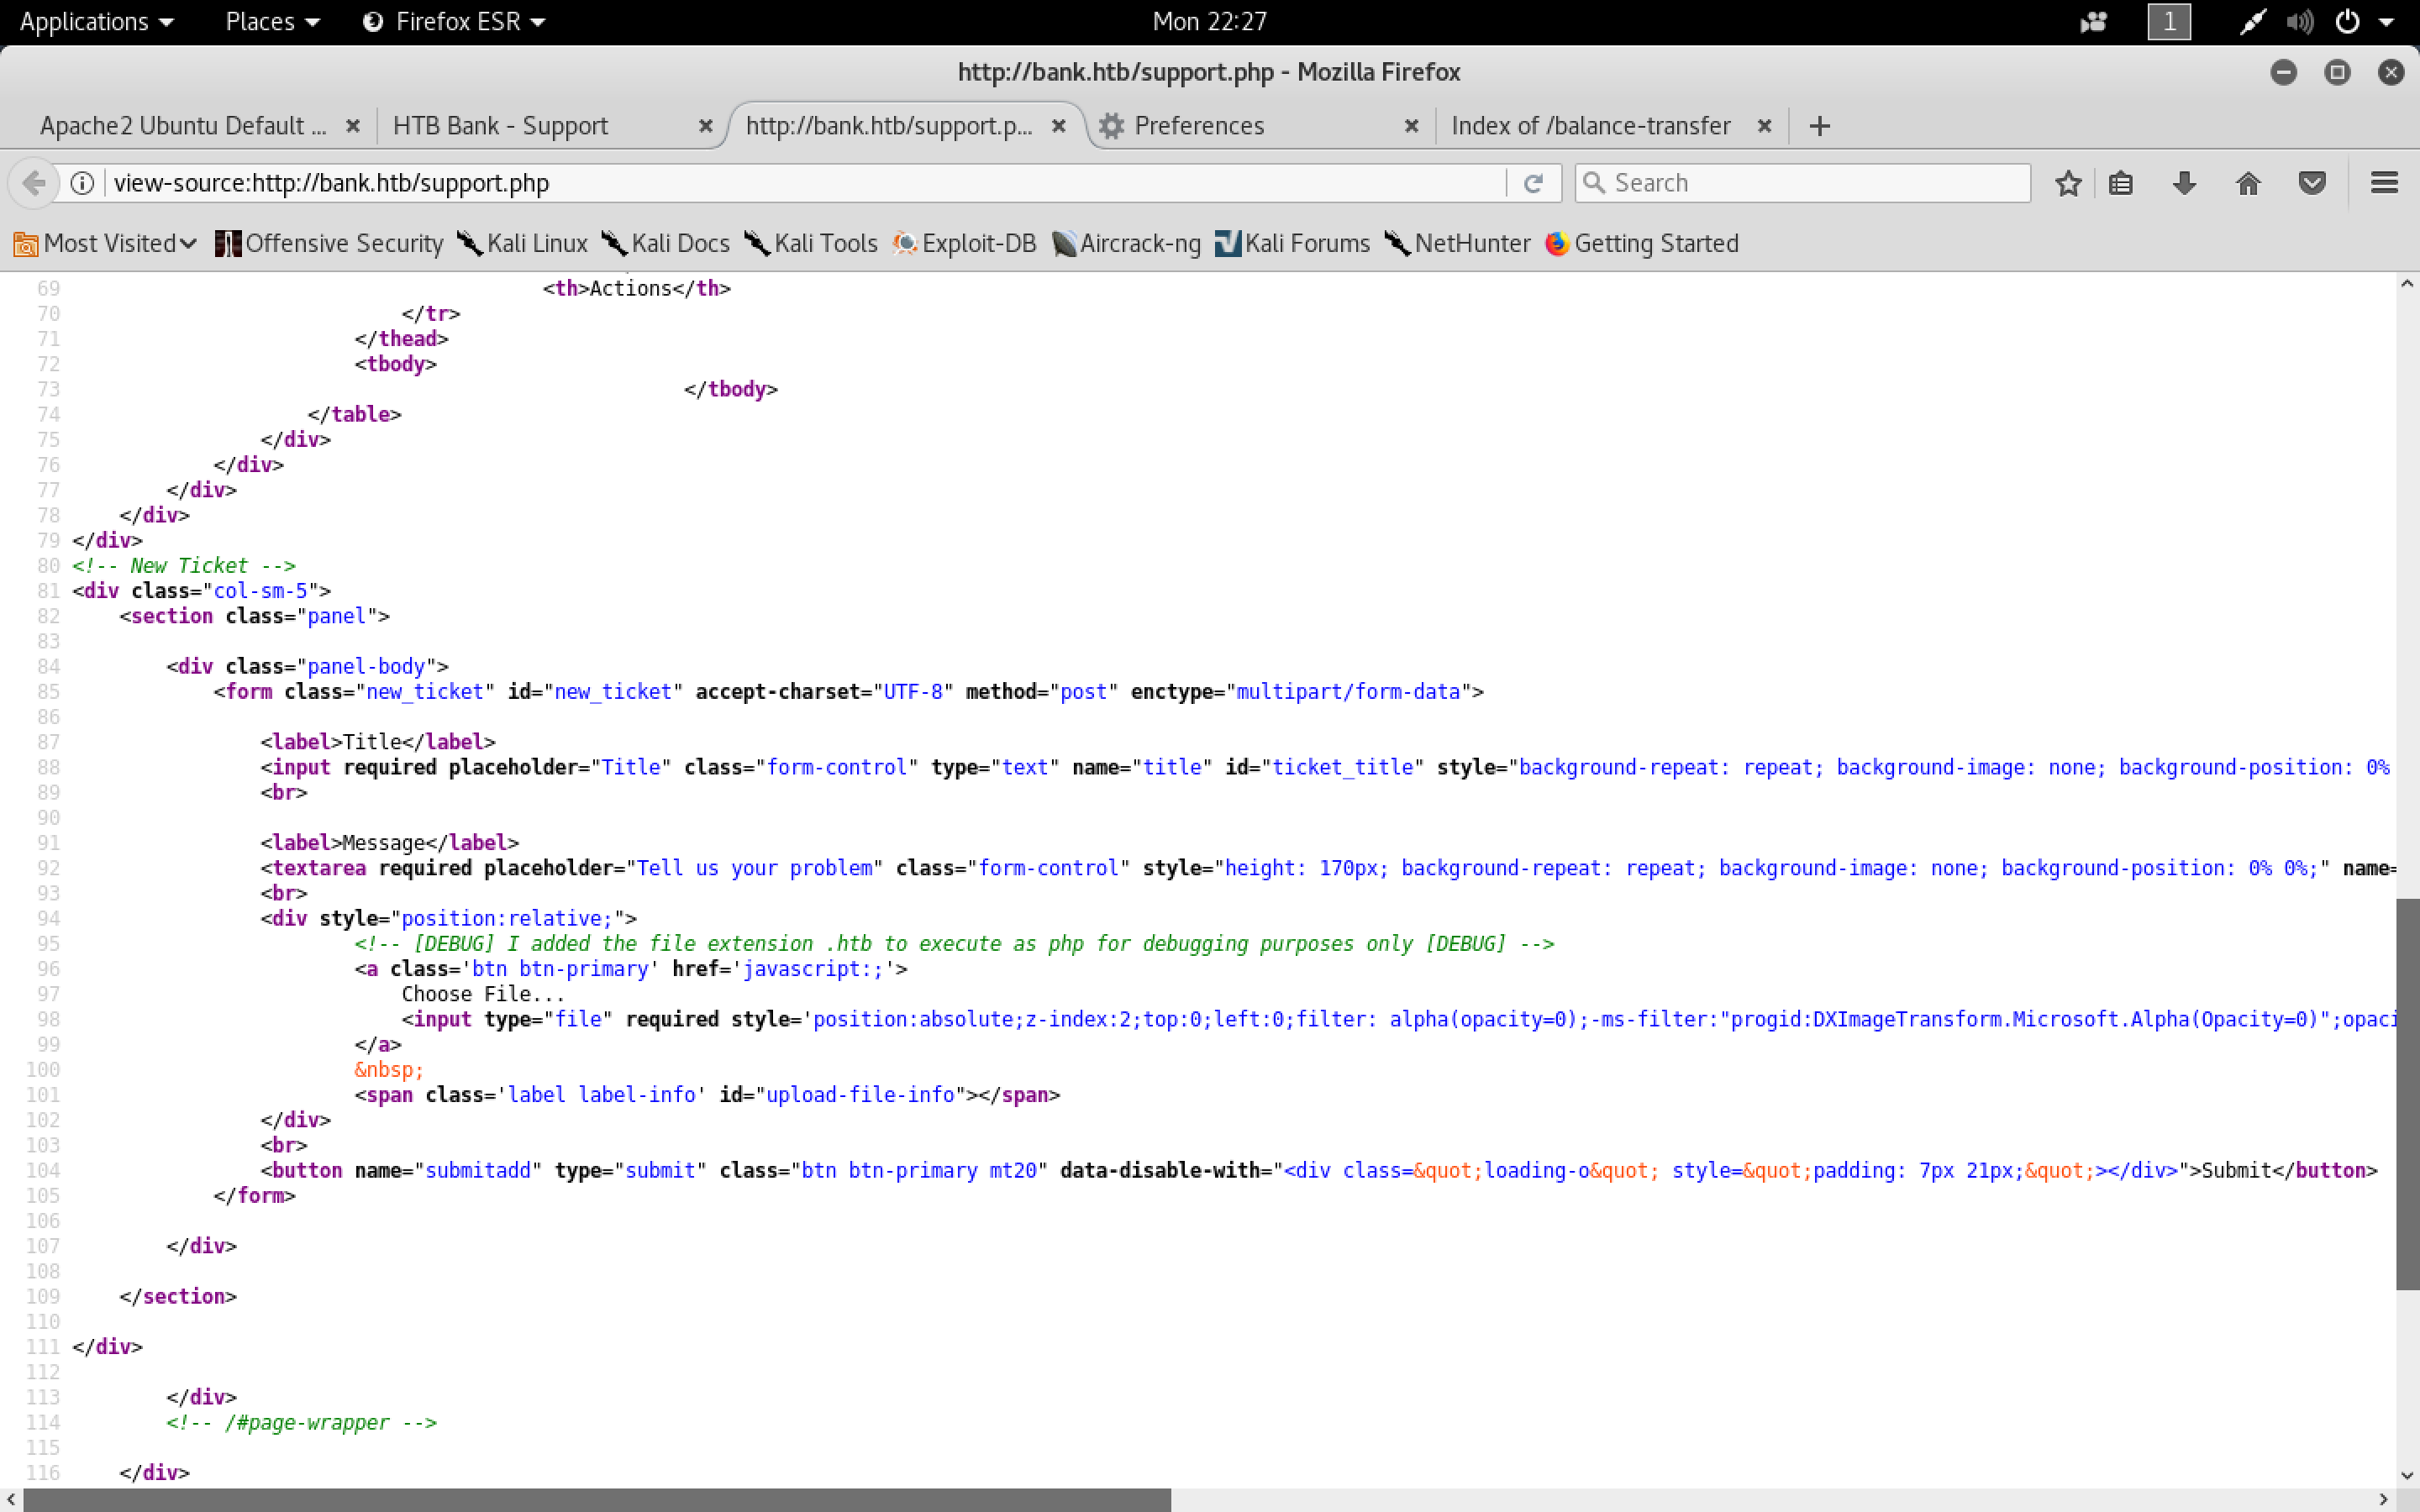 Applications Places Firefox ESR Mon 22:27 1
http://bank.htb/support.php - Mozilla Firefox
Apache2 Ubuntu Default ... HTB Bank - Support http://bank.htb/support.p... Preferences Index of /balance-transfer
view-source:http://bank.htb/support.php Search
Most Visited Offensive Security Kali Linux Kali Docs Kali Tools Exploit-DB Aircrack-ng Kali Forums NetHunter Getting Started
69 <th>Actions</th>
70 </tr>
71 </thead>
72 <tbody>
73 </tbody>
74 </table>
75 </div>
76 </div>
77 </div>
78 </div>
79 </div>
80 <!-- New Ticket -->
81 <div class="col-sm-5">
82 <section class="panel">
83
84 <div class="panel-body">
85 <form class="new_ticket" id="new_ticket" accept-charset="UTF-8" method="post" enctype="multipart/form-data">
86
87 <label>Title</label>
88 <input required placeholder="Title" class="form-control" type="text" name="title" id="ticket_title" style="background-repeat: repeat; background-image: none; background-position: 0%
89 <br>
90
91 <label>Message</label>
92 <textarea required placeholder="Tell us your problem" class="form-control" style="height: 170px; background-repeat: repeat; background-image: none; background-position: 0% 0%;" name=
93 <br>
94 <div style="position:relative;">
95 <!-- [DEBUG] I added the file extension .htb to execute as php for debugging purposes only [DEBUG] -->
96 <a class='btn btn-primary' href='javascript:;'>
97 Choose File...
98 <input type="file" required style='position:absolute;z-index:2;top:0;left:0;filter: alpha(opacity=0);-ms-filter:"progid:DXImageTransform.Microsoft.Alpha(Opacity=0)";opaci
99 </a>
100 &nbsp;
101 <span class='label label-info' id="upload-file-info"></span>
102 </div>
103 <br>
104 <button name="submitadd" type="submit" class="btn btn-primary mt20" data-disable-with="<div class=&quot;loading-o&quot; style=&quot;padding: 7px 21px;&quot;></div>">Submit</button>
105 </form>
106
107 </div>
108
109 </section>
110
111 </div>
112
113 </div>
114 <!-- /#page-wrapper -->
115
116 </div>